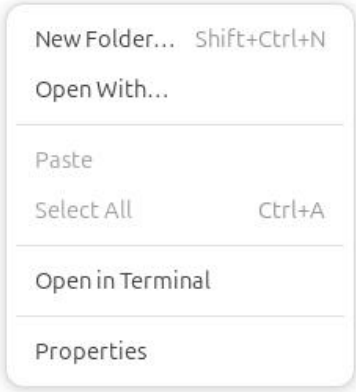 New Folder… Shift+Ctrl+N
Open With…
Paste
Select All Ctrl+A
Open in Terminal
Properties